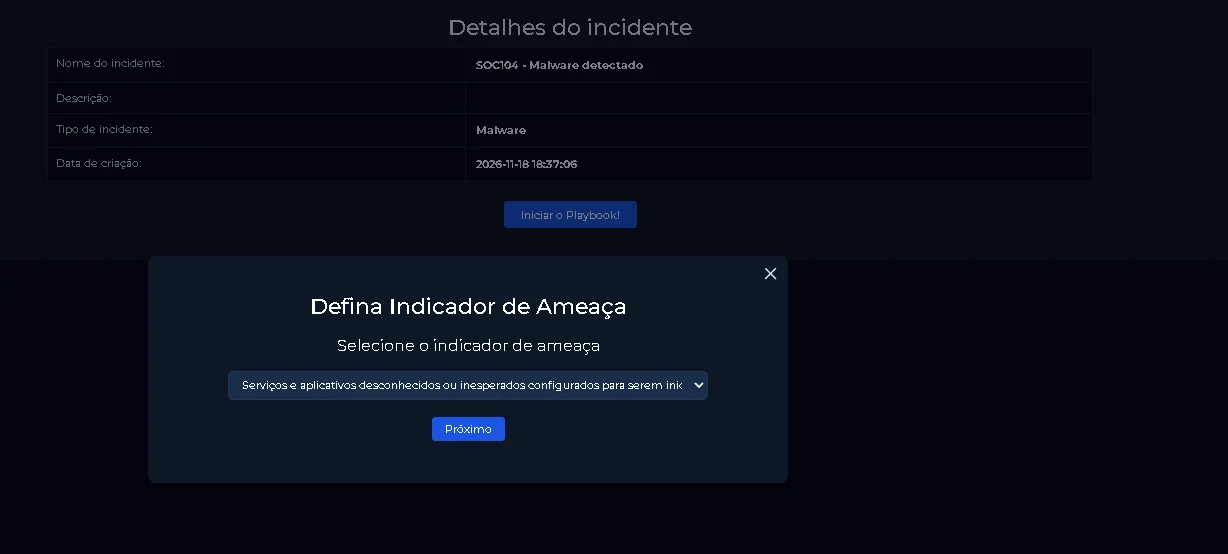 Detalhes do incidente
Nome do incidente: SOC104 - Malware detectado
Descrição:
Tipo de incidente: Malware
Data de criação: 2026-11-18 18:37:06
Iniciar o Playbook!
Defina Indicador de Ameaça
Selecione o indicador de ameaça
Serviços e aplicativos desconhecidos ou inesperados configurados para serem
Próximo